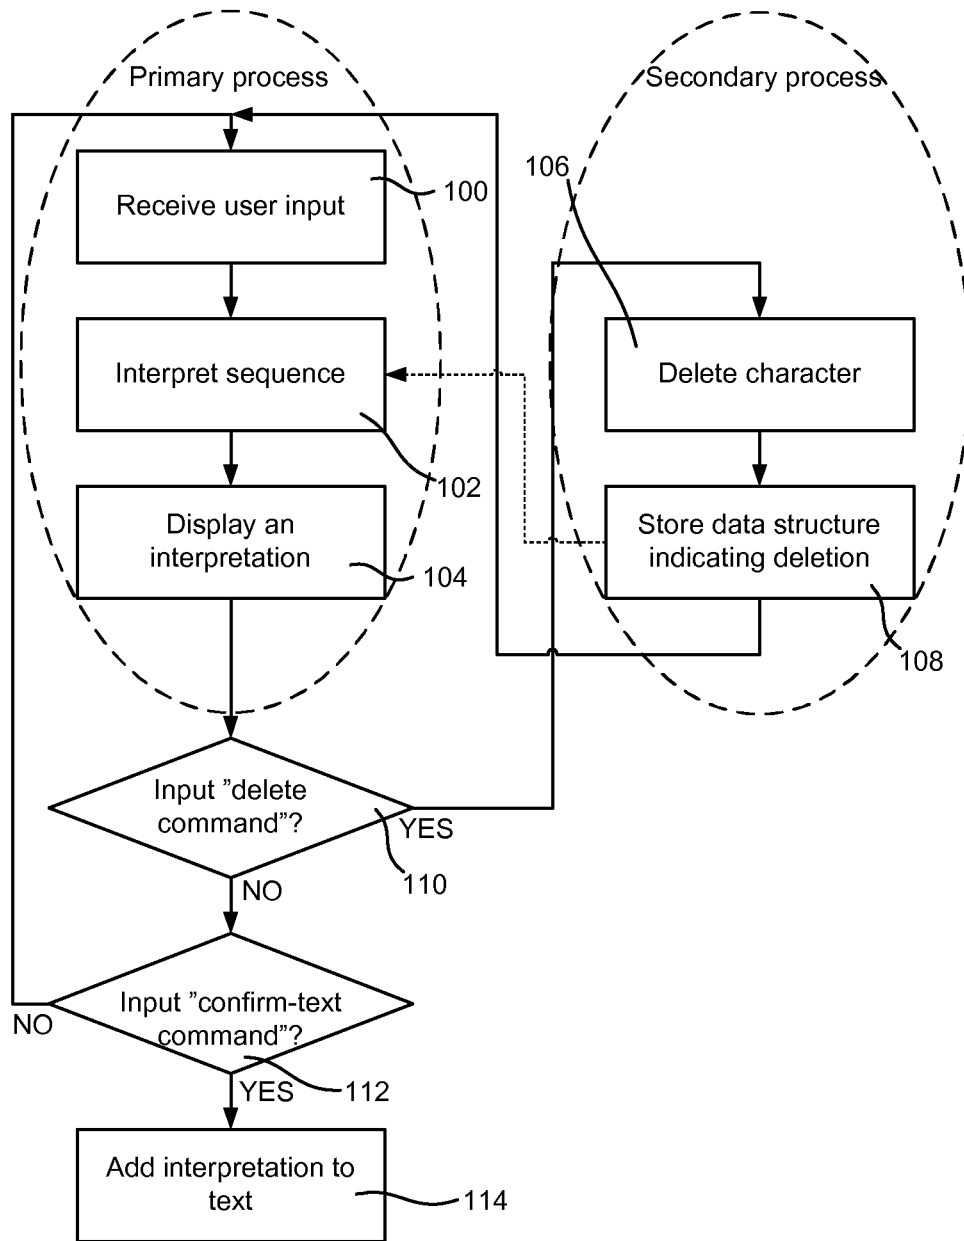 Primary process
Secondary process
106
100
Receive user input
Interpret sequence
Delete character
102
Display an
interpretation
104
Store data structure
indicating deletion
108
Input ”delete
command”?
YES
110
NO
Input ”confirm-text
command”?
NO
YES
112
Add interpretation to
text
114